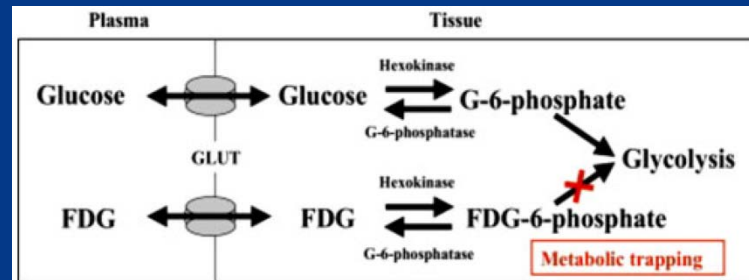 Plasma Tissue
Hexokinase
Glucose Glucose G-6-phosphate
G-6-phosphatase
GLUT Glycolysis
Hexokinase
FDG FDG FDG-6-phosphate
G-6-phosphatase
Metabolic trapping